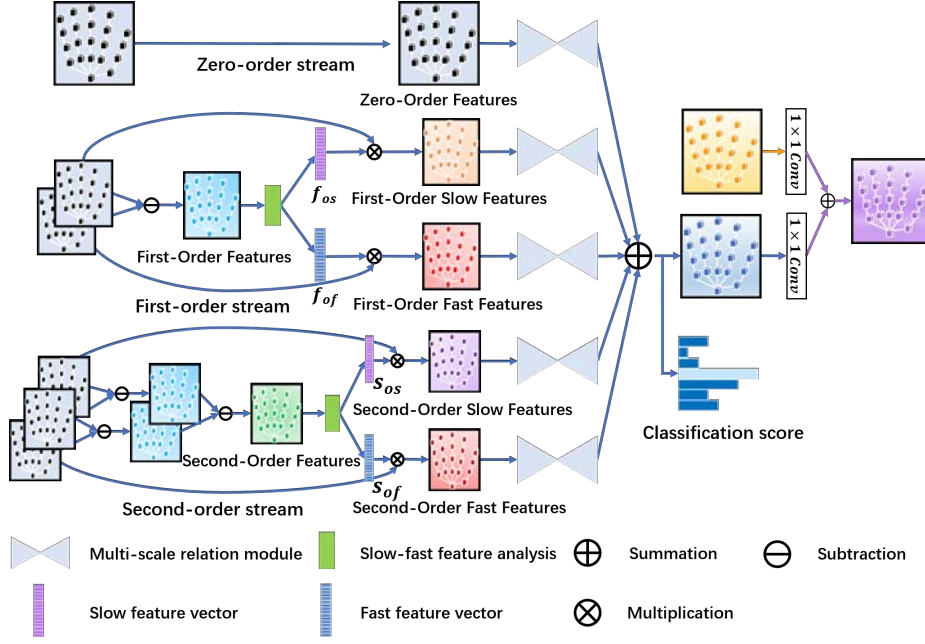 Zero-order stream
Zero-Order Features
f_os
First-Order Slow Features
First-Order Features
f_of
First-order stream
First-Order Fast Features
1 × 1 Conv
1 × 1 Conv
s_os
Second-Order Slow Features
Second-Order Features
s_of
Second-order stream
Second-Order Fast Features
Classification score
Multi-scale relation module
Slow-fast feature analysis
Summation
Subtraction
Slow feature vector
Fast feature vector
Multiplication